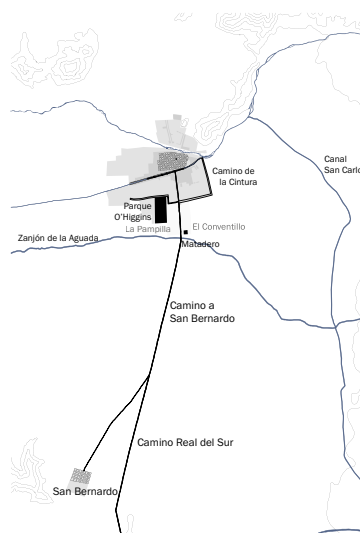 Canal
San Carlo
Camino de
la Cintura
Parque
O'Higgins
La Pampilla
El Conventillo
Zanjón de la Aguada
Matadero
Camino a
San Bernardo
Camino Real del Sur
San Bernardo